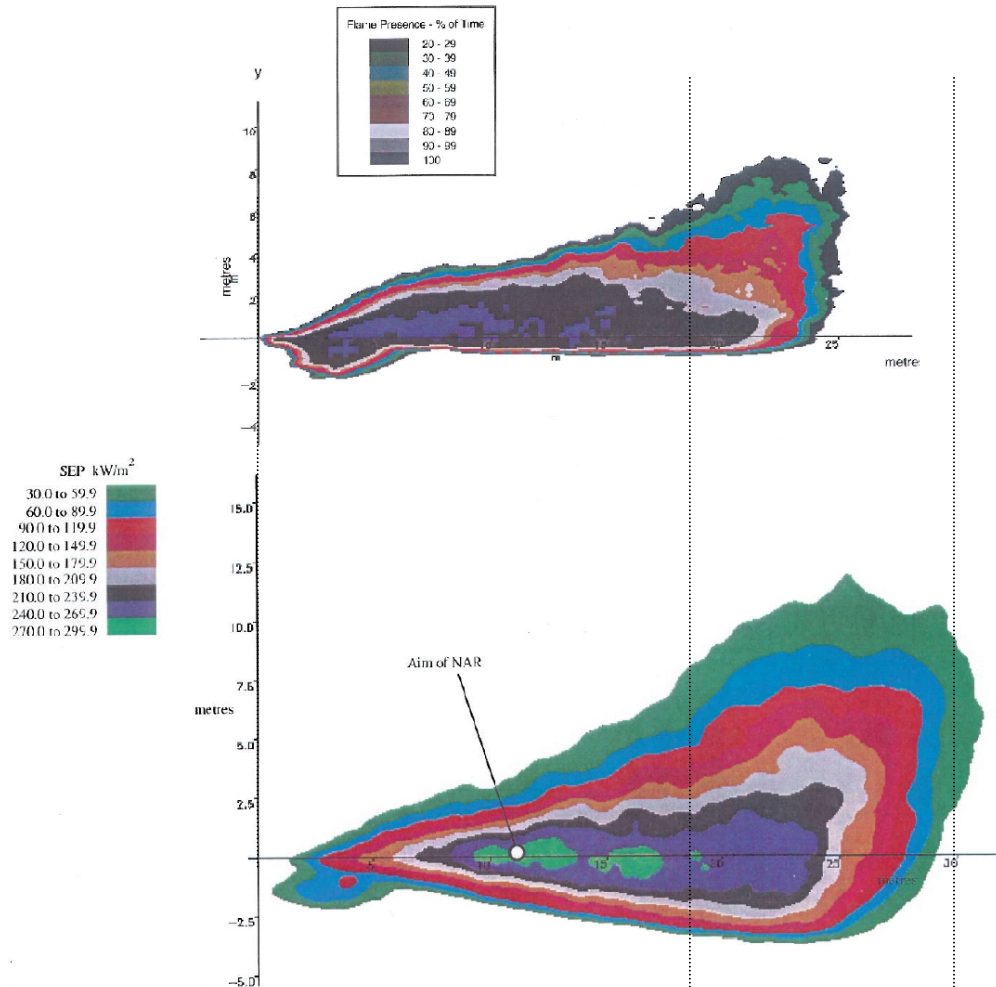 Flame Presence - % of Time
20 - 29
30 - 39
40 - 49
50 - 59
60 - 69
70 - 79
80 - 89
90 - 99
100
y
10
8
6
4
metres
m
2
20
25
m
metre
-2
-4
SEP kW/m²
30.0 to 59.9
60.0 to 89.9
90.0 to 119.9
120.0 to 149.9
150.0 to 179.9
180.0 to 209.9
210.0 to 239.9
240.0 to 269.9
270.0 to 299.9
15.0
12.5
10.0
Aim of NAR
7.5
metres
5.0
2.5
5
10
15
20
25
30
metres
-2.5
-5.0